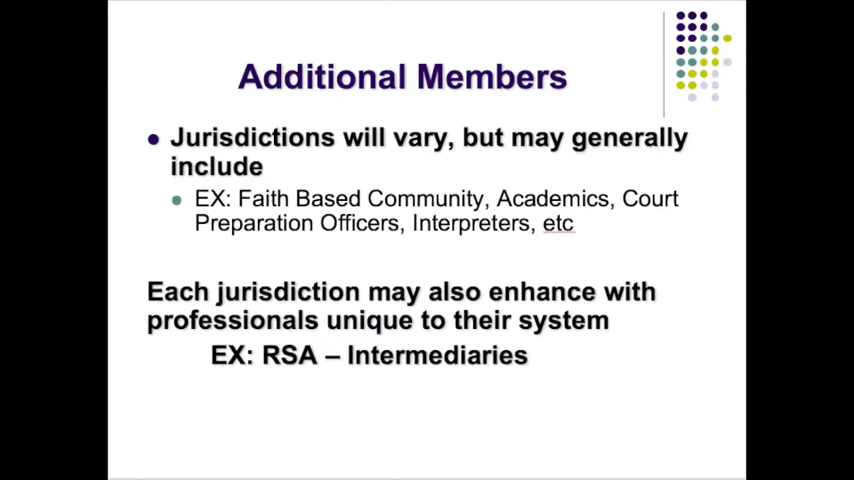 Additional Members
Jurisdictions will vary, but may generally
include
EX: Faith Based Community, Academics, Court
Preparation Officers, Interpreters, etc
Each jurisdiction may also enhance with
professionals unique to their system
EX: RSA – Intermediaries